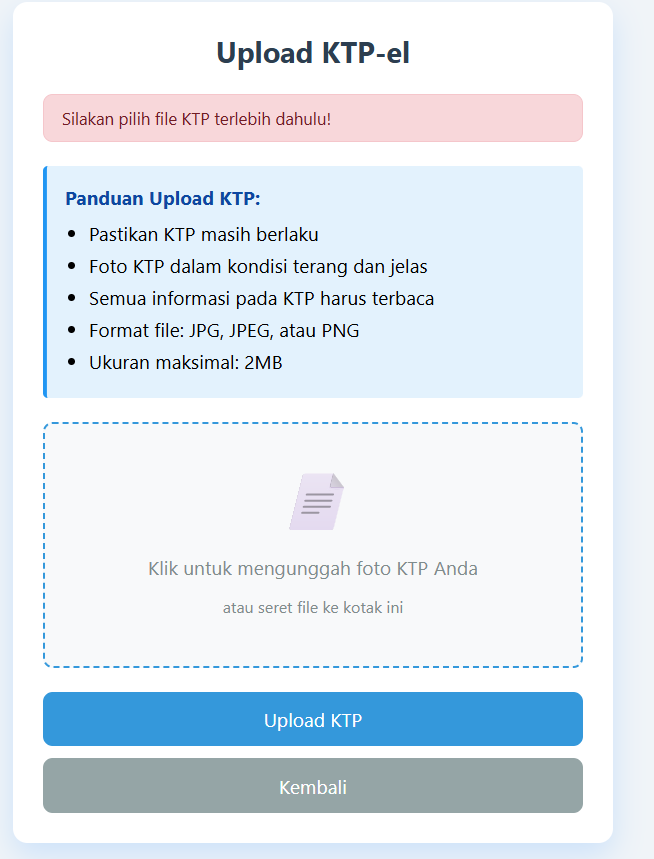 Upload KTP-el
Silakan pilih file KTP terlebih dahulu!
Panduan Upload KTP:
• Pastikan KTP masih berlaku
• Foto KTP dalam kondisi terang dan jelas
• Semua informasi pada KTP harus terbaca
• Format file: JPG, JPEG, atau PNG
• Ukuran maksimal: 2MB
Klik untuk mengunggah foto KTP Anda
atau seret file ke kotak ini
Upload KTP
Kembali